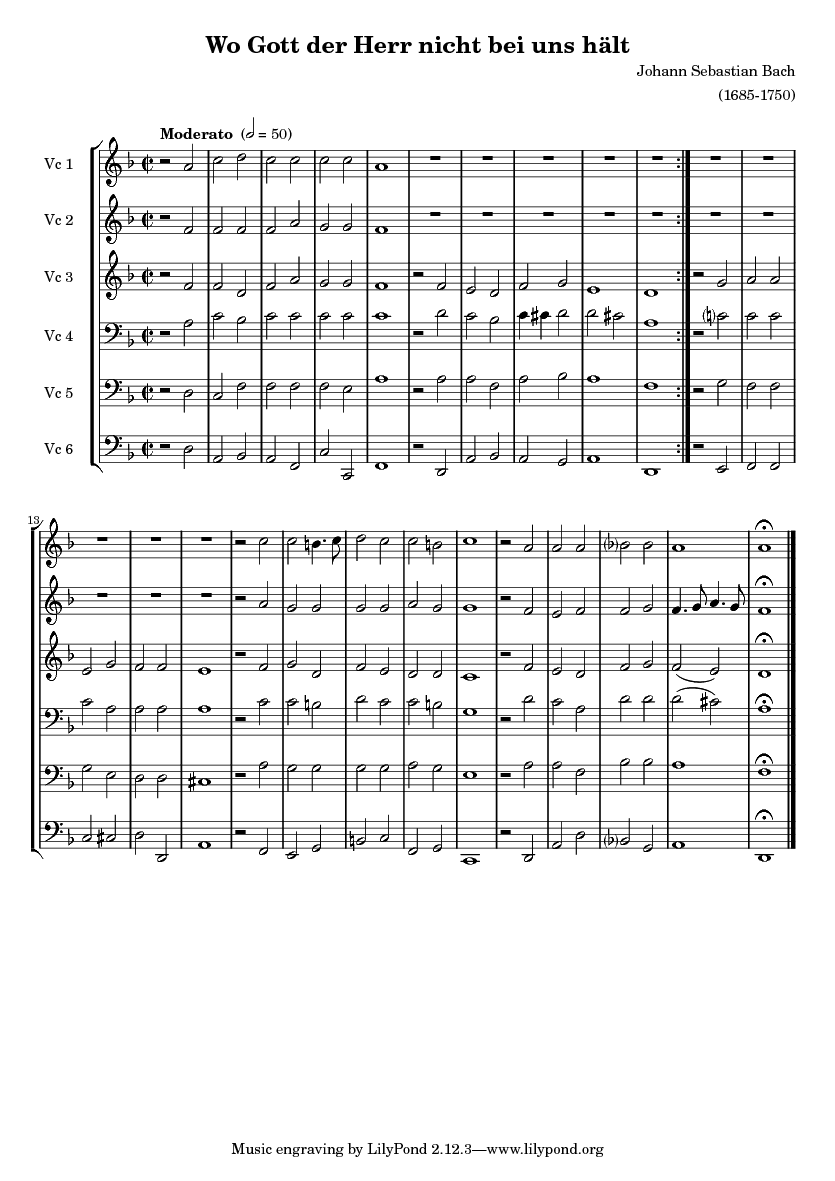 Wo Gott der Herr nicht bei uns hält
Johann Sebastian Bach
(1685-1750)
Moderato (𝅗𝅥 = 50)
Vc 1
Vc 2
Vc 3
Vc 4
Vc 5
Vc 6
13
Music engraving by LilyPond 2.12.3—www.lilypond.org